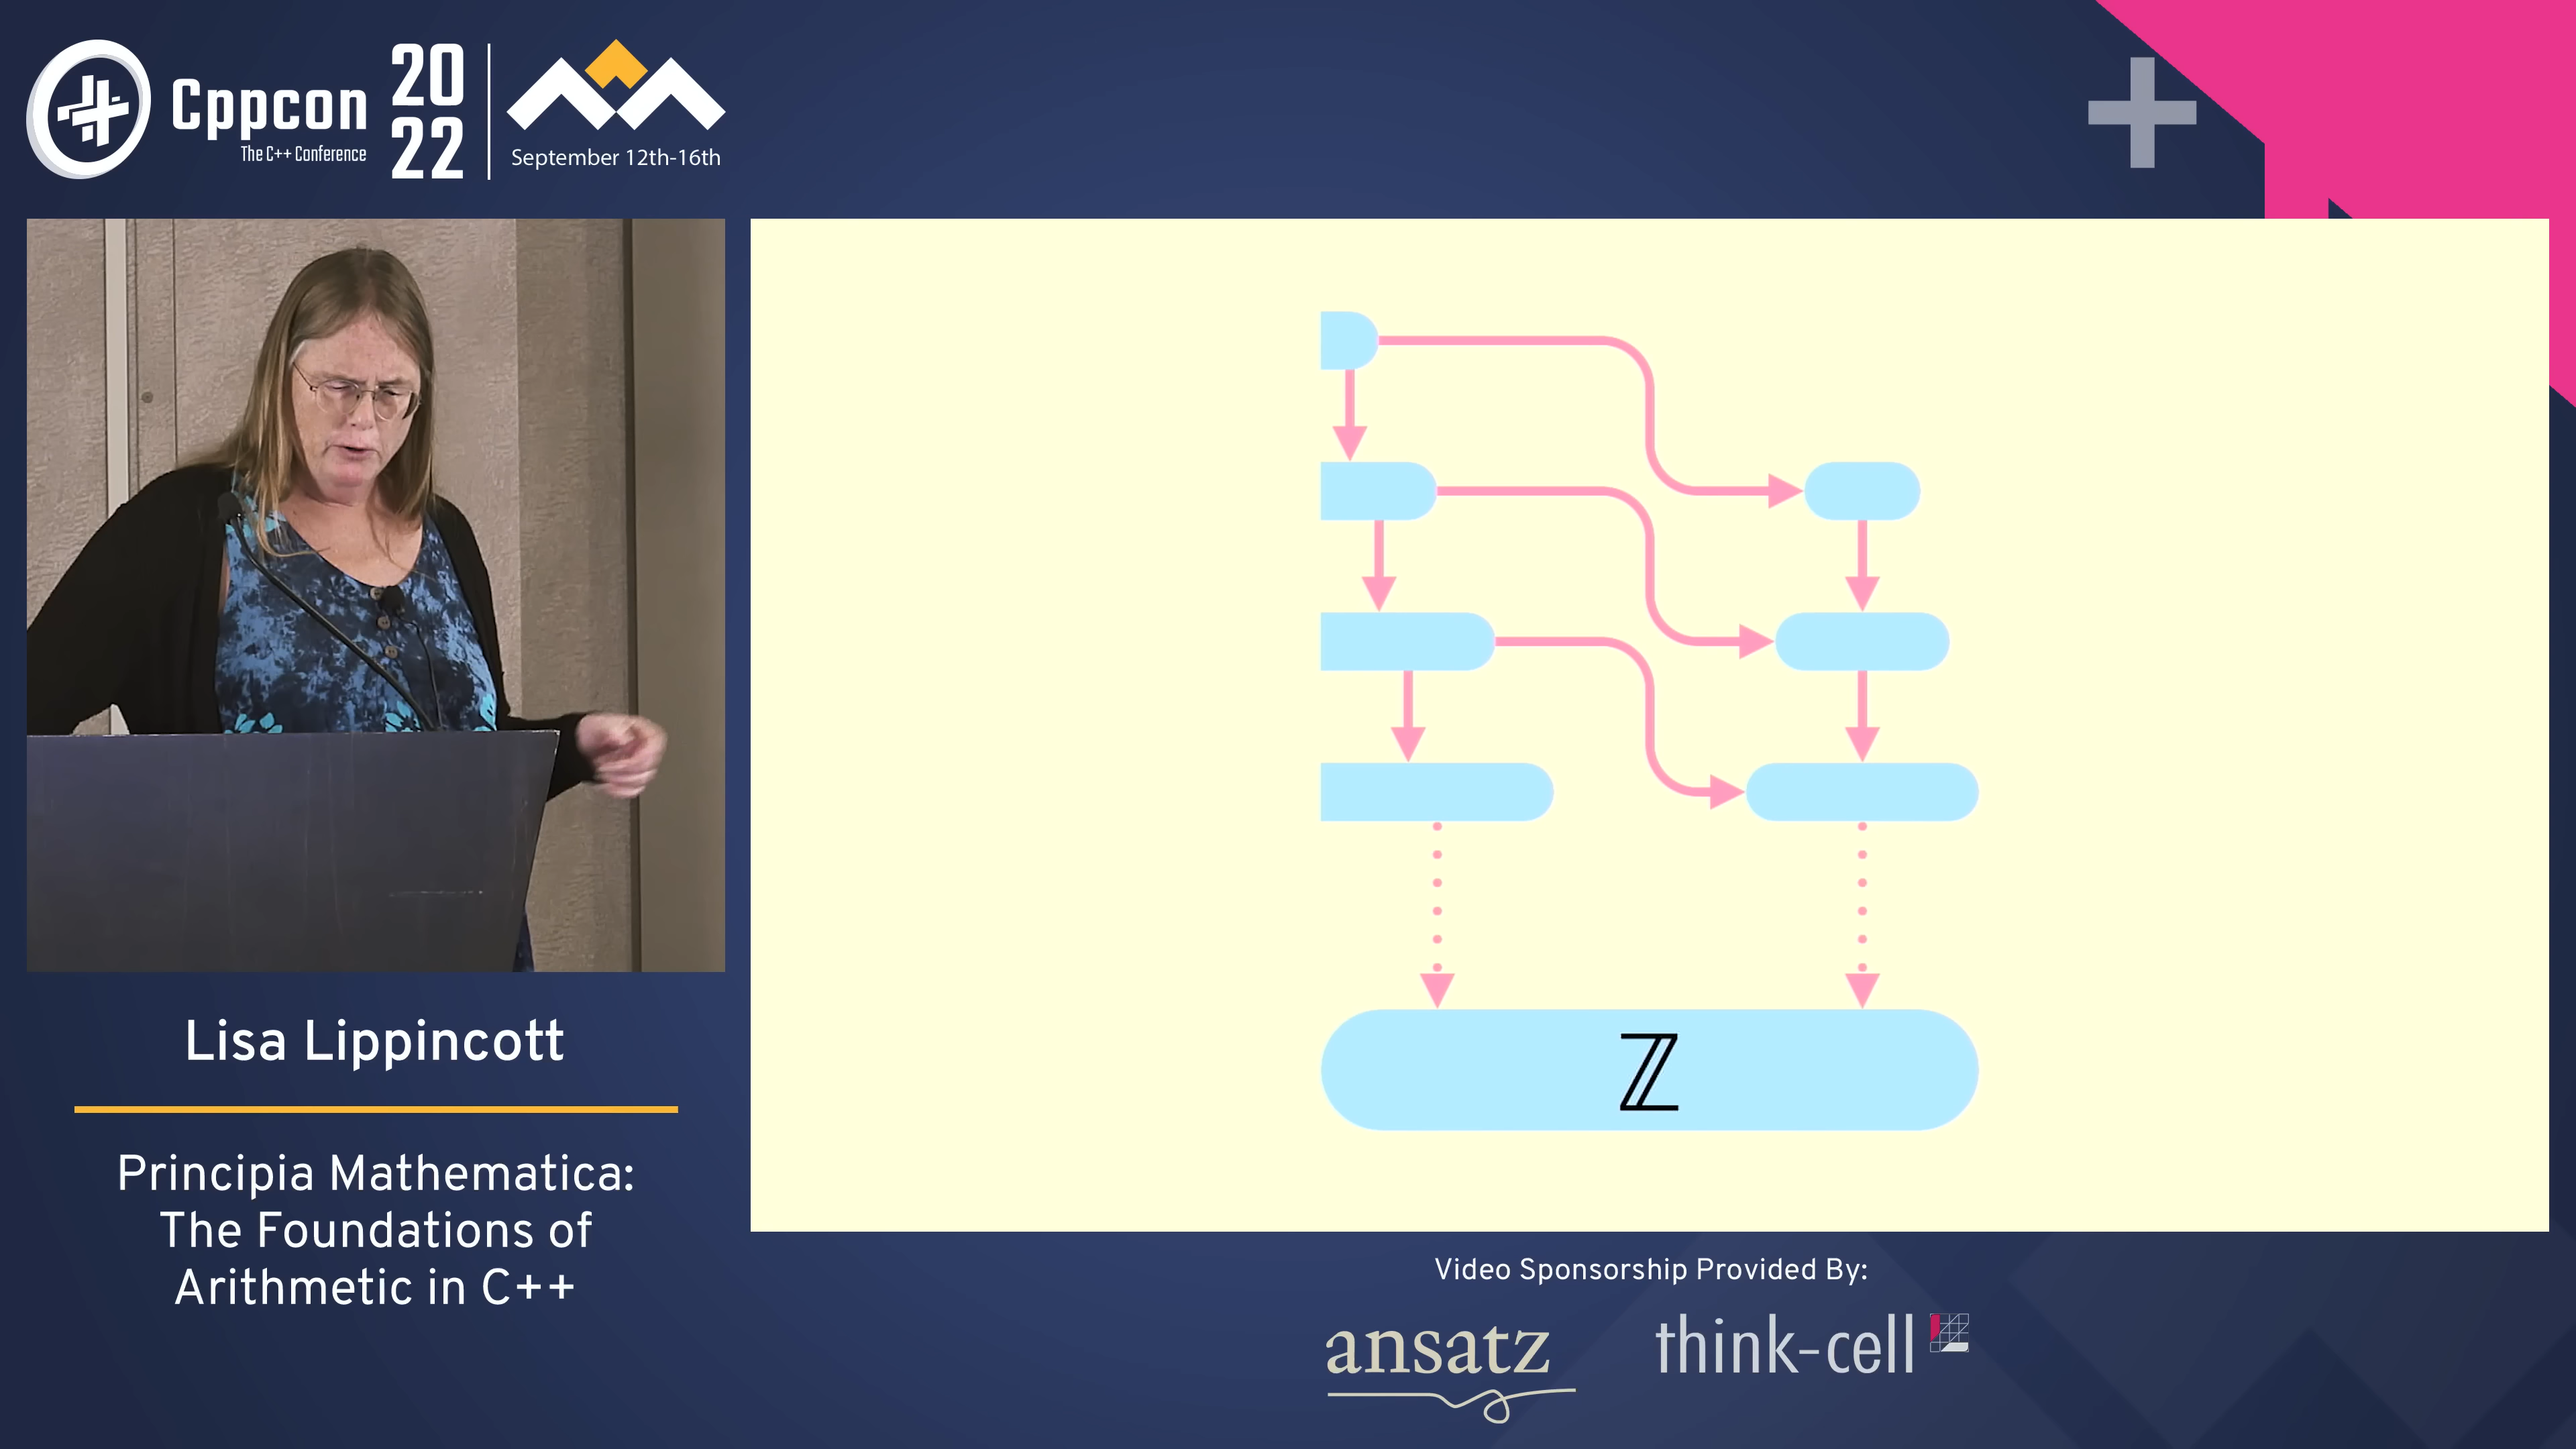 Cppcon
The C++ Conference
20
22
September 12th-16th
ℤ
Lisa Lippincott
Principia Mathematica:
The Foundations of
Arithmetic in C++
Video Sponsorship Provided By:
ansatz
think-cell